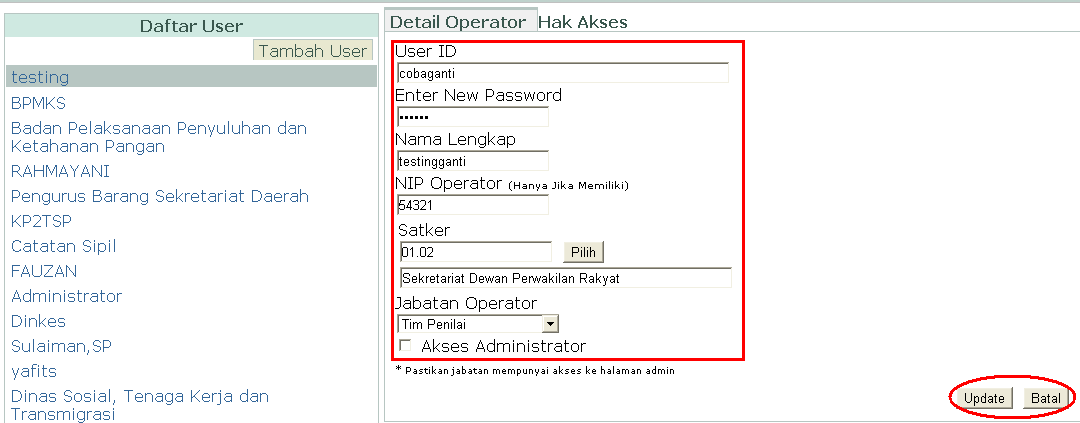 Daftar User
Tambah User
testing
BPMKS
Badan Pelaksanaan Penyuluhan dan
Ketahanan Pangan
RAHMAYANI
Pengurus Barang Sekretariat Daerah
KP2TSP
Catatan Sipil
FAUZAN
Administrator
Dinkes
Sulaiman,SP
yafits
Dinas Sosial, Tenaga Kerja dan
Transmigrasi
Detail Operator Hak Akses
User ID
cobaganti
Enter New Password
••••••
Nama Lengkap
testingganti
NIP Operator (Hanya Jika Memiliki)
54321
Satker
01.02 Pilih
Sekretariat Dewan Perwakilan Rakyat
Jabatan Operator
Tim Penilai
Akses Administrator
* Pastikan jabatan mempunyai akses ke halaman admin
Update Batal